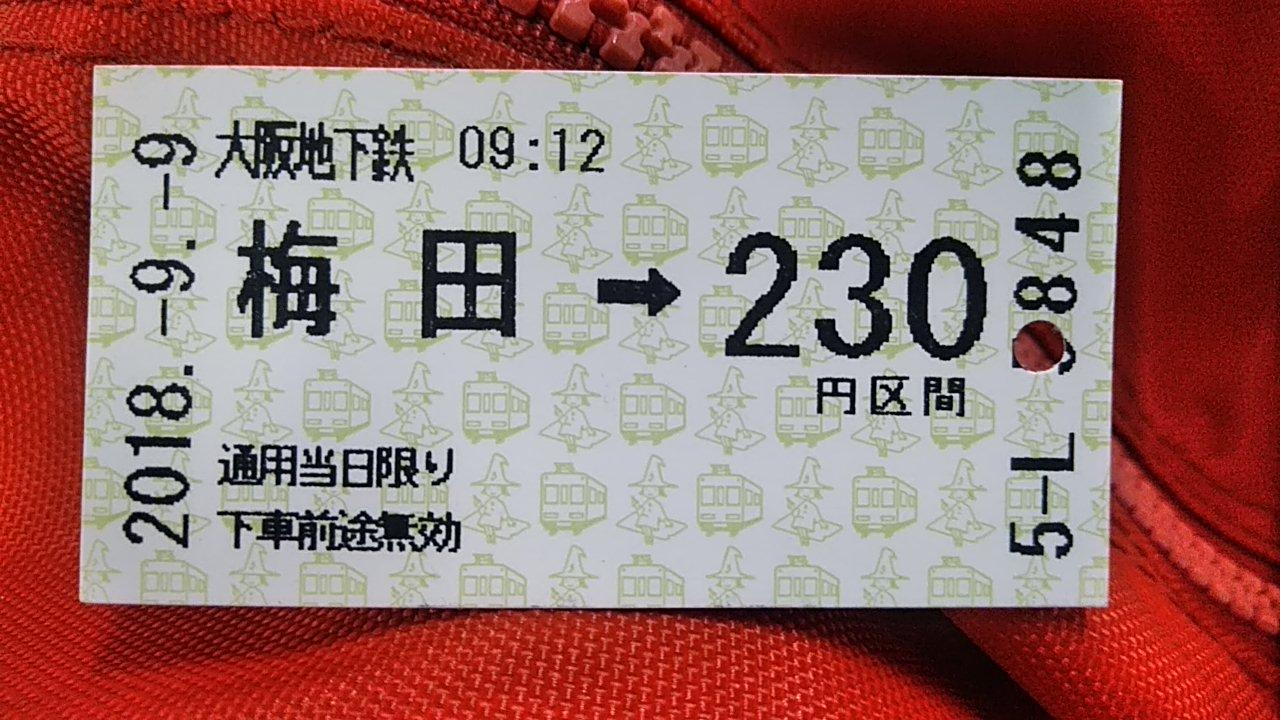 大阪地下鉄 09:12
梅田→230
円区間
通用当日限り
下車前途無効
2018.-9.-9
5-L 848